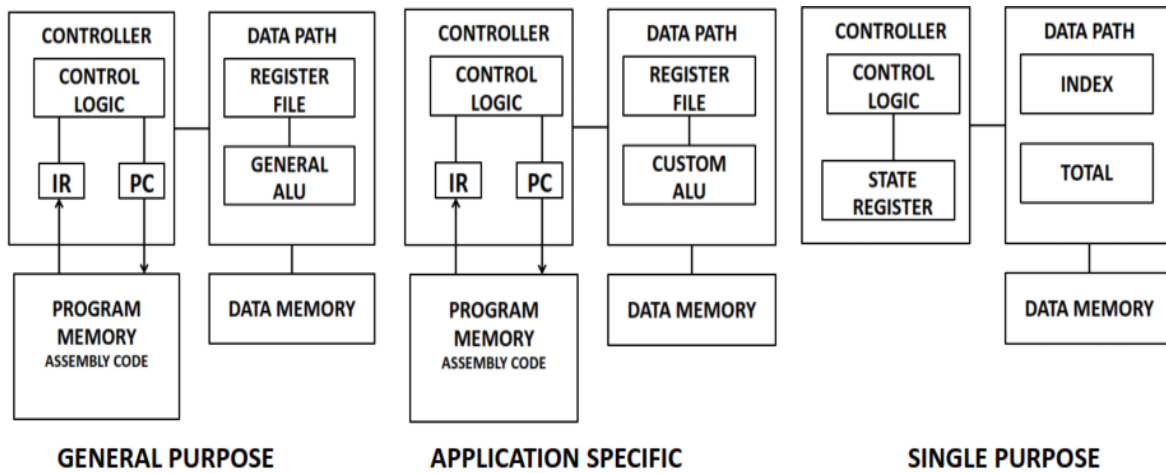 CONTROLLER
CONTROL
LOGIC
IR
PC
PROGRAM
MEMORY
ASSEMBLY CODE
DATA PATH
REGISTER
FILE
GENERAL
ALU
DATA MEMORY
GENERAL PURPOSE
CONTROLLER
CONTROL
LOGIC
IR
PC
PROGRAM
MEMORY
ASSEMBLY CODE
DATA PATH
REGISTER
FILE
CUSTOM
ALU
DATA MEMORY
APPLICATION SPECIFIC
CONTROLLER
CONTROL
LOGIC
STATE
REGISTER
DATA PATH
INDEX
TOTAL
DATA MEMORY
SINGLE PURPOSE